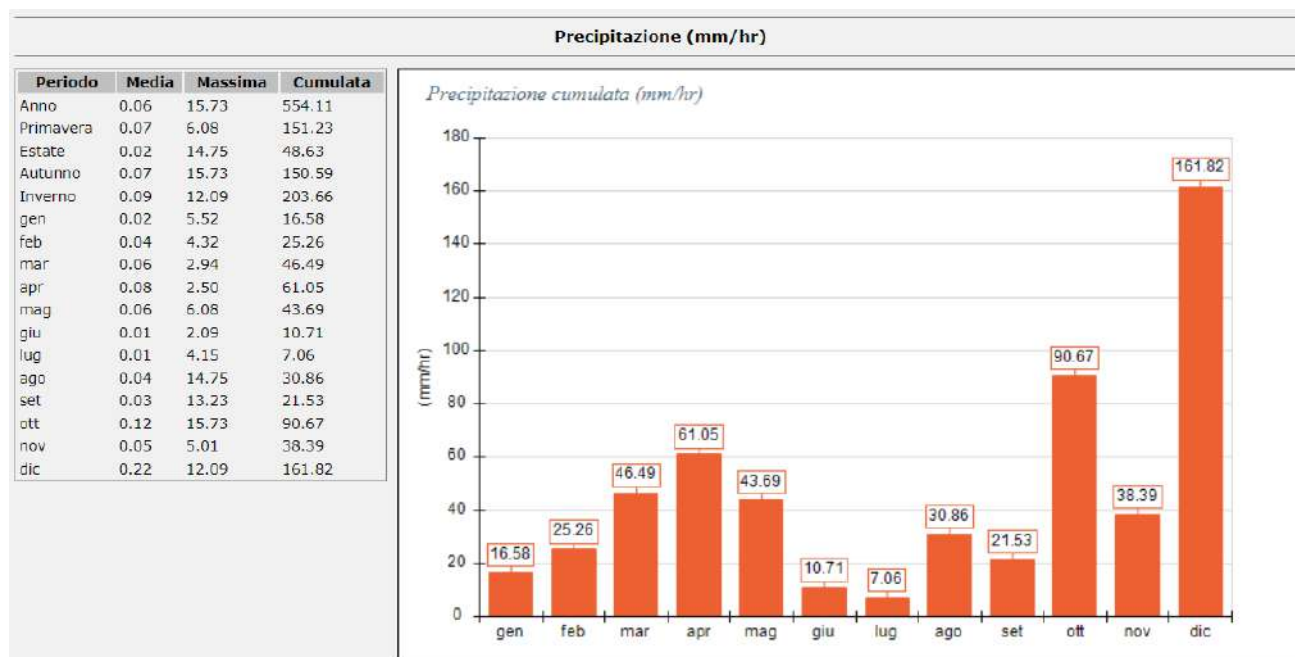 Precipitazione (mm/hr)
Periodo Media Massima Cumulata
Anno 0.06 15.73 554.11
Primavera 0.07 6.08 151.23
Estate 0.02 14.75 48.63
Autunno 0.07 15.73 150.59
Inverno 0.09 12.09 203.66
gen 0.02 5.52 16.58
feb 0.04 4.32 25.26
mar 0.06 2.94 46.49
apr 0.08 2.50 61.05
mag 0.06 6.08 43.69
giu 0.01 2.09 10.71
lug 0.01 4.15 7.06
ago 0.04 14.75 30.86
set 0.03 13.23 21.53
ott 0.12 15.73 90.67
nov 0.05 5.01 38.39
dic 0.22 12.09 161.82
Precipitazione cumulata (mm/hr)
(mm/hr)
180
160
140
120
100
80
60
40
20
0
16.58 25.26 46.49 61.05 43.69 10.71 7.06 30.86 21.53 90.67 38.39 161.82
gen feb mar apr mag giu lug ago set ott nov dic